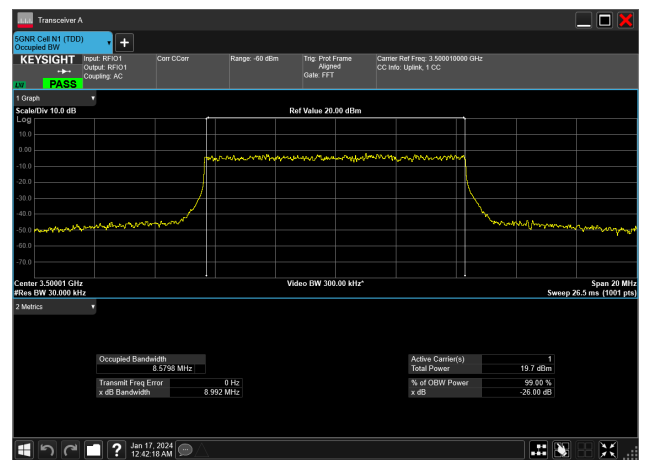 Transceiver A
5GNR Cell N1 (TDD)
Occupied BW
KEYSIGHT
LXI
PASS
Input: RFIO1
Output: RFIO1
Coupling: AC
Corr CCorr
Range: -60 dBm
Trig: Prot Frame
Aligned
Gate: FFT
Carrier Ref Freq: 3.500010000 GHz
CC Info: Uplink, 1 CC
1 Graph
Scale/Div 10.0 dB
Ref Value 20.00 dBm
Log
10.0
0.00
-10.0
-20.0
-30.0
-40.0
-50.0
-60.0
-70.0
Center 3.50001 GHz
Video BW 300.00 kHz*
Span 20 MHz
#Res BW 30.000 kHz
Sweep 26.5 ms (1001 pts)
2 Metrics
Occupied Bandwidth
8.5798 MHz
Active Carrier(s) 1
Total Power 19.7 dBm
Transmit Freq Error 0 Hz
x dB Bandwidth 8.992 MHz
% of OBW Power 99.00 %
x dB -26.00 dB
Jan 17, 2024
12:42:18 AM